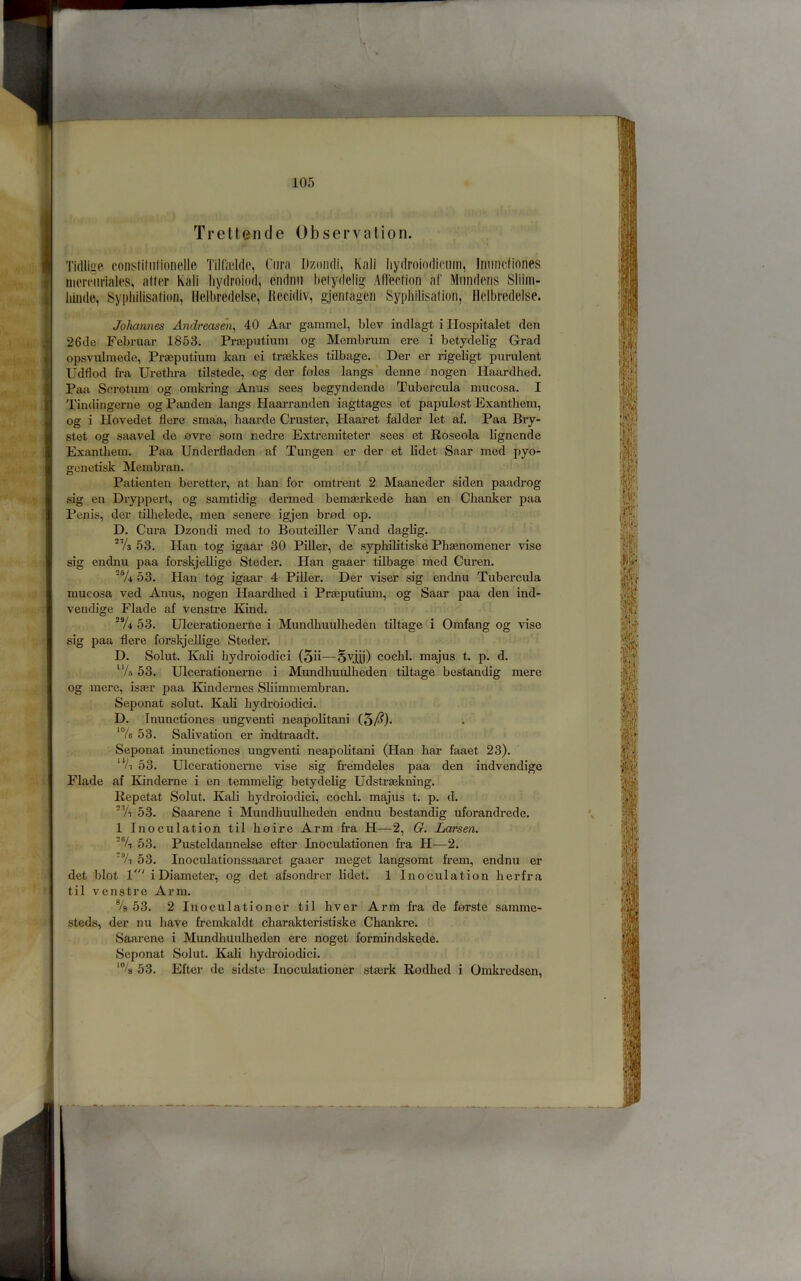 105
Trettende Observation.
Tidlige constitutionelle Tilfælde, Cura Dzondi, Kali hydroiodicum, Inunctiones
mercuriales, atter Kali hydroiod, endnu betydelig Affection af Mundens Sliim-
hinde, Syphilisation, Helbredelse, Recidiv, gjentagen Syphilisation, Helbredelse.
Johannes Andreasen, 40 Aar gammel, blev indlagt i Hospitalet den
26de Februar 1853. Præputium og Membrum ere i betydelig Grad
opsvulmede, Præputium kan ei trækkes tilbage. Der er rigeligt purulent
Udflod fra Urethra tilstede, og der føles langs denne nogen Haardhed.
Paa Scrotum og omkring Anus sees begyndende Tubercula mucosa. I
Tindingerne og Panden langs Haarranden iagttages et papuløst Exanthem,
og i Hovedet flere smaa, haarde Cruster, Haaret falder let af. Paa Bry-
stet og saavel de øvre som nedre Extremiteter sees et Roseola lignende
Exanthem. Paa Underfladen af Tungen er der et lidet Saar med pyo-
genetisk Membran.
Patienten beretter, at han for omtrent 2 Maaneder siden paadrog
sig en Dryppert, og samtidig dermed bemærkede han en Chanker paa
Penis, der tilhelede, men senere igjen brød op.
D. Cura Dzondi med to Bouteiller Vand daglig.
27/3 53. Han tog igaar 30 Piller, de syphilitiske Phænomener vise
sig endnu paa forskjellige Steder. Han gaaer tilbage med Curen.
26/4 53. Han tog igaar 4 Piller. Der viser sig endnu Tubercula
mucosa ved Anus, nogen Haardhed i Præputium, og Saar paa den ind-
vendige Flade af venstre Kind.
29/4 53. Ulcerationerne i Mundhuulheden tiltage i Omfang og vise
sig paa flere forskjellige Steder.
D. Solut. Kali hydroiodici (ʒii—℥vjjj) cochl. majus t. p. d.
17/5 53. Ulcerationerne i Mundhuulheden tiltage bestandig mere
og mere, især paa Kindernes Sliimmembran.
Seponat solut. Kali hydroiodici.
D. Inunctiones ungventi neapolitani (ʒβ).
10/6 53. Salivation er indtraadt.
Seponat inunctiones ungventi neapolitani (Han har faaet 23).
14/7 53. Ulcerationerne vise sig fremdeles paa den indvendige
Flade af Kinderne i en temmelig betydelig Udstrækning.
Repetat Solut. Kali hydroiodici, cochl. majus t. p. d.
23/7 53. Saarene i Mundhuulheden endnu bestandig uforandrede.
1 Inoculation til høire Arm fra H—2, G. Larsen.
26/7 53. Pusteldannelse efter Inoculationen fra H—2.
29/7 53. Inoculationssaaret gaaer meget langsomt frem, endnu er
det blot 1''' i Diameter, og det afsondrer lidet. 1 Inoculation herfra
til venstre Arm.
8/8 53. 2 Inoculationer til hver Arm fra de første samme-
steds, der nu have fremkaldt charakteristiske Chankre.
Saarene i Mundhuulheden ere noget formindskede.
Seponat Solut. Kali hydroiodici.
10/8 53. Efter de sidste Inoculationer stærk Rødhed i Omkredsen,